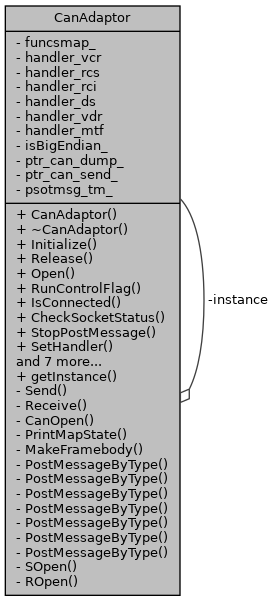 CanAdaptor
- funcsmap_
- handler_vcr
- handler_rcs
- handler_rci
- handler_ds
- handler_vdr
- handler_mtf
- isBigEndian_
- ptr_can_dump_
- ptr_can_send_
- psotmsg_tm_
+ CanAdaptor()
+ ~CanAdaptor()
+ Initialize()
+ Release()
+ Open()
+ RunControlFlag()
+ IsConnected()
+ CheckSocketStatus()
+ StopPostMessage()
+ SetHandler()
and 7 more...
+ getInstance()
- Send()
- Receive()
- CanOpen()
- PrintMapState()
- MakeFramebody()
- PostMessageByType()
- PostMessageByType()
- PostMessageByType()
- PostMessageByType()
- PostMessageByType()
- PostMessageByType()
- PostMessageByType()
- SOpen()
- ROpen()
-instance